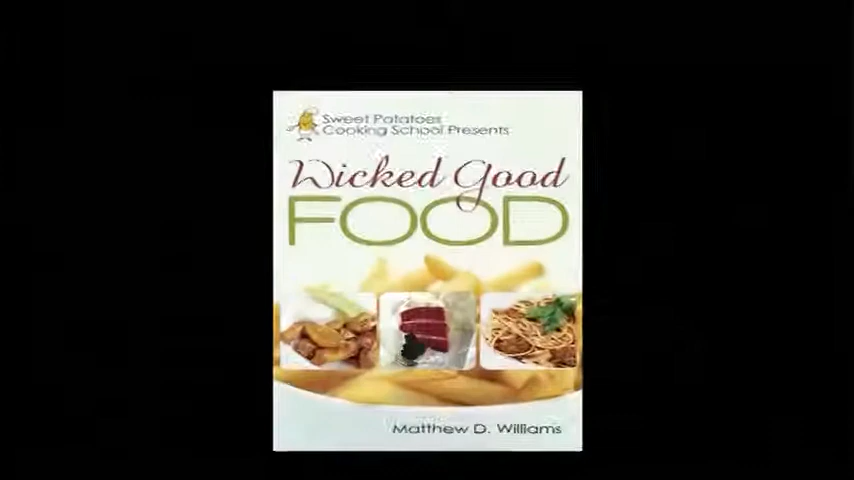 Sweet Potatoes
Cooking School Presents
Wicked Good
FOOD
Matthew D. Williams